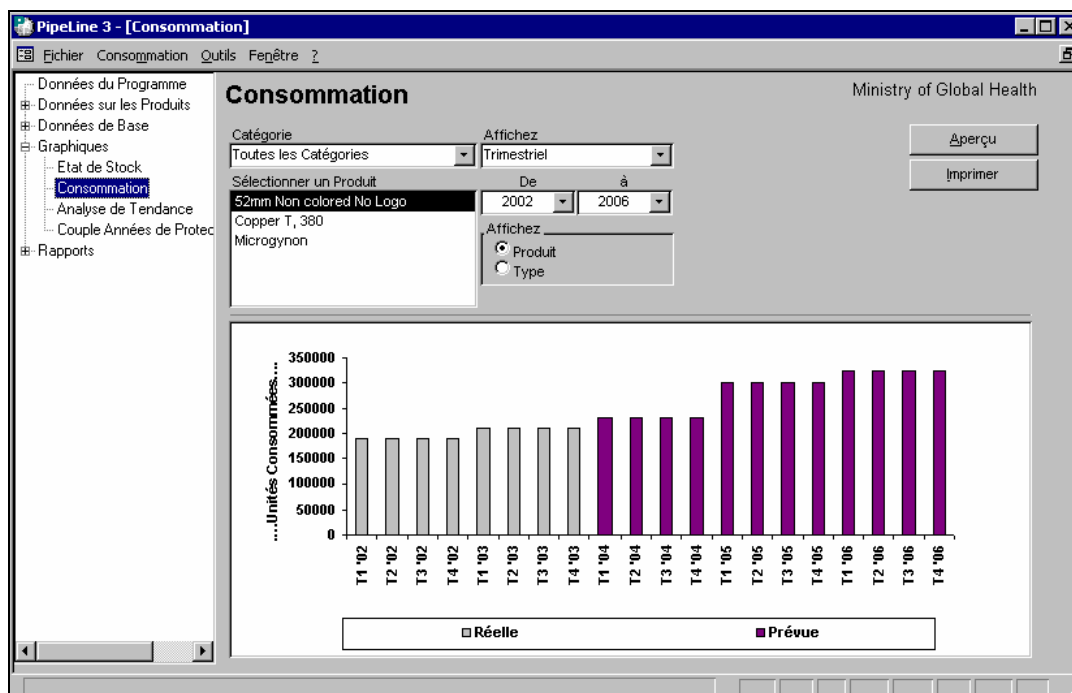 PipeLine 3 - [Consommation]
Fichier Consommation Outils Fenêtre ?
Données du Programme
Données sur les Produits
Données de Base
Graphiques
Etat de Stock
Consommation
Analyse de Tendance
Couple Années de Protec
Rapports
Consommation
Ministry of Global Health
Catégorie
Toutes les Catégories
Affichez
Trimestriel
Aperçu
Imprimer
Sélectionner un Produit
52mm Non colored No Logo
Copper T, 380
Microgynon
De à
2002 2006
Affichez
Produit
Type
....Unités Consommées....
350000
300000
250000
200000
150000
100000
50000
0
T1 '02 T2 '02 T3 '02 T4 '02 T1 '03 T2 '03 T3 '03 T4 '03 T1 '04 T2 '04 T3 '04 T4 '04 T1 '05 T2 '05 T3 '05 T4 '05 T1 '06 T2 '06 T3 '06 T4 '06
Réelle Prévue